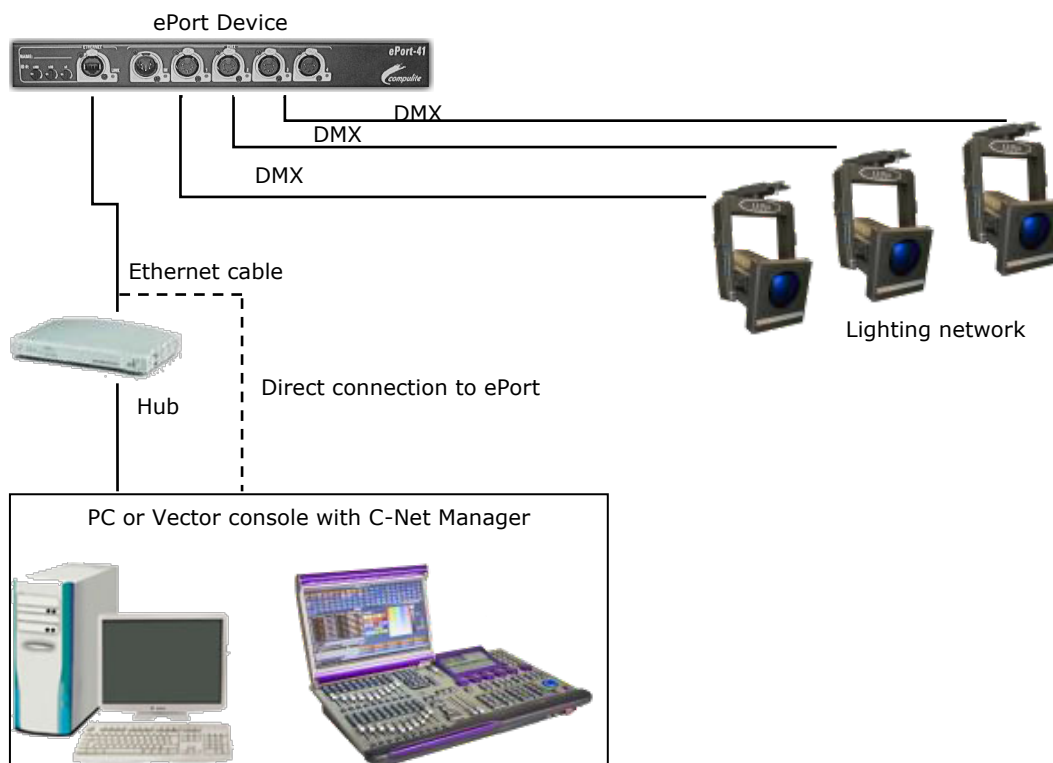 ePort Device
ETHERNET
ePort-41
compulite
DMX
DMX
DMX
Ethernet cable
Lighting network
Direct connection to ePort
Hub
PC or Vector console with C-Net Manager